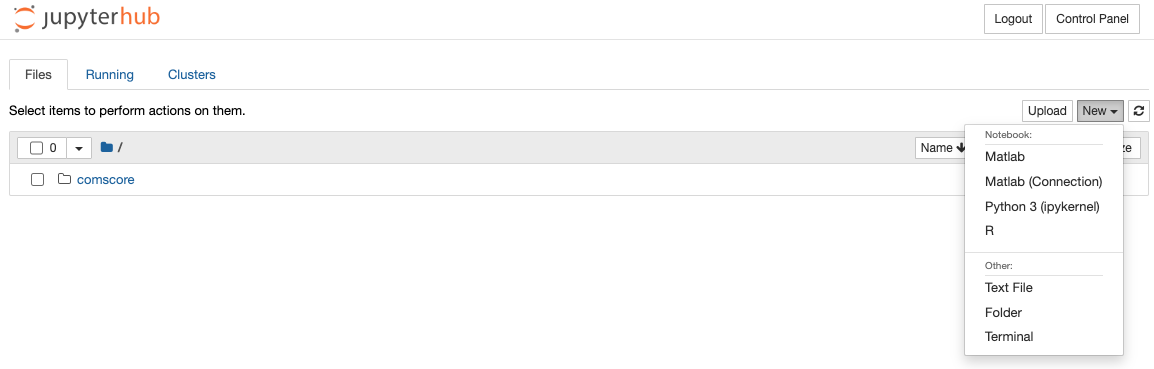 jupyterhub
Logout Control Panel
Files Running Clusters
Select items to perform actions on them.
Upload New
0 / Name ze
comscore
Notebook:
Matlab
Matlab (Connection)
Python 3 (ipykernel)
R
Other:
Text File
Folder
Terminal